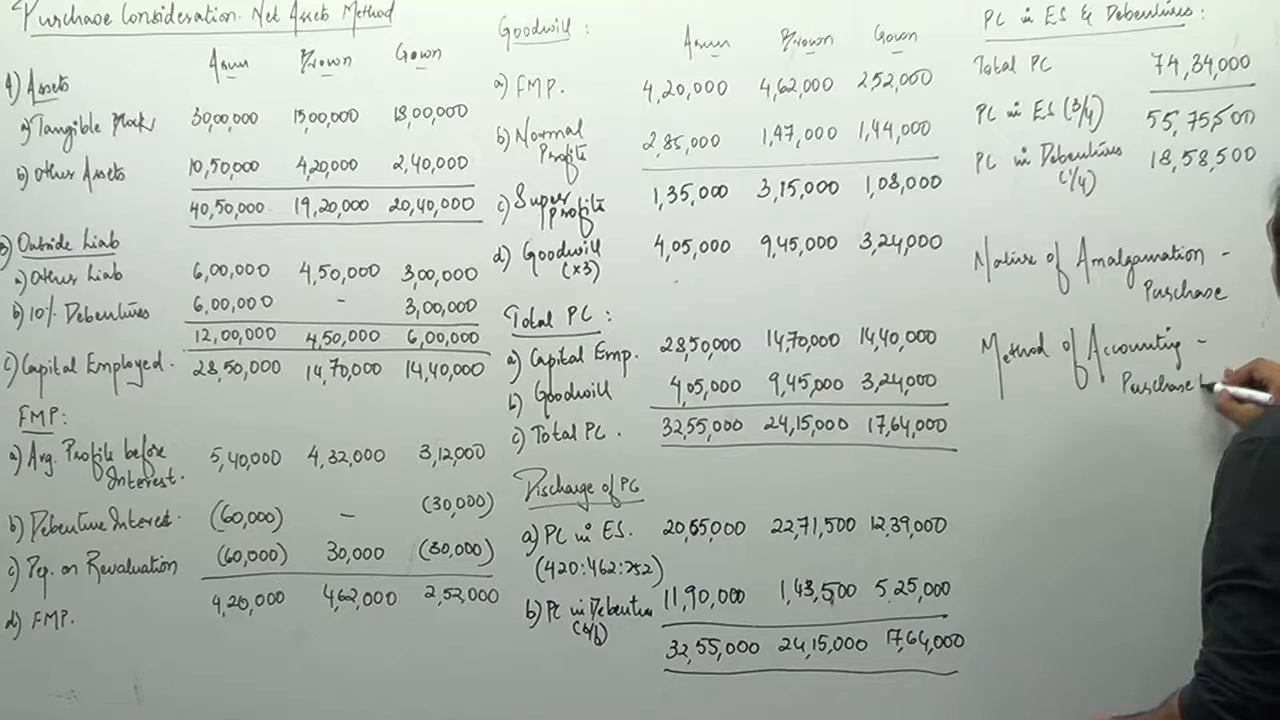 Purchase Consideration. Net Assets Method
Asun Brown Gown
A) Assets
a) Tangible Block 30,00,000 15,00,000 18,00,000
b) Other Assets 10,50,000 4,20,000 2,40,000
40,50,000 19,20,000 20,40,000
B) Outside Liab
a) Other Liab 6,00,000 4,50,000 3,00,000
b) 10% Debentures 6,00,000 - 3,00,000
12,00,000 4,50,000 6,00,000
c) Capital Employed. 28,50,000 14,70,000 14,40,000
FMP:
a) Avg. Profits before Interest. 5,40,000 4,32,000 3,12,000
b) Debenture Interest. (60,000) - (30,000)
c) Dep. on Revaluation (60,000) 30,000 (30,000)
d) FMP. 4,20,000 4,62,000 2,52,000
Goodwill :
Asun Brown Gown
a) FMP. 4,20,000 4,62,000 2,52,000
b) Normal Profits 2,85,000 1,47,000 1,44,000
c) Super Profits 1,35,000 3,15,000 1,08,000
d) Goodwill (x3) 4,05,000 9,45,000 3,24,000
Total PC :
a) Capital Emp. 28,50,000 14,70,000 14,40,000
b) Goodwill 4,05,000 9,45,000 3,24,000
c) Total PC. 32,55,000 24,15,000 17,64,000
Discharge of PC
a) PC in ES. 20,65,000 22,71,500 12,39,000
(420:462:252)
b) PC in Debentu 11,90,000 1,43,500 5,25,000
32,55,000 24,15,000 17,64,000
PC in ES & Debentures :
Total PC 74,34,000
PC in ES (3/4) 55,75,500
PC in Debentures (1/4) 18,58,500
Nature of Amalgamation -
Purchase
Method of Accounting -
Purchase